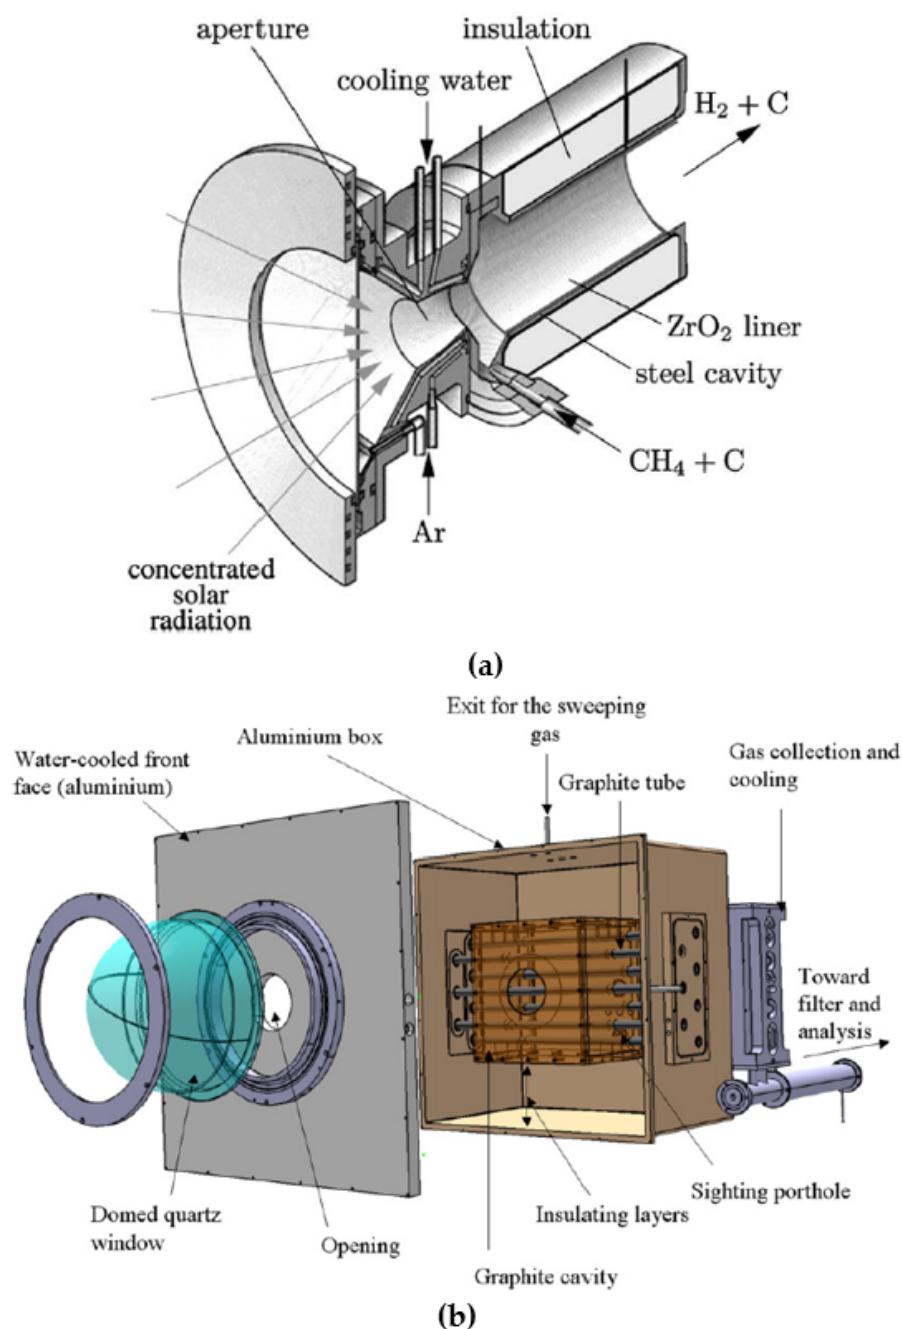 aperture
insulation
cooling water
H₂ + C
ZrO₂ liner
steel cavity
CH₄ + C
Ar
concentrated
solar
radiation
(a)
Exit for the sweeping
gas
Aluminium box
Water-cooled front
face (aluminium)
Graphite tube
Gas collection and
cooling
Toward
filter and
analysis
Sighting porthole
Domed quartz
window
Opening
Insulating layers
Graphite cavity
(b)